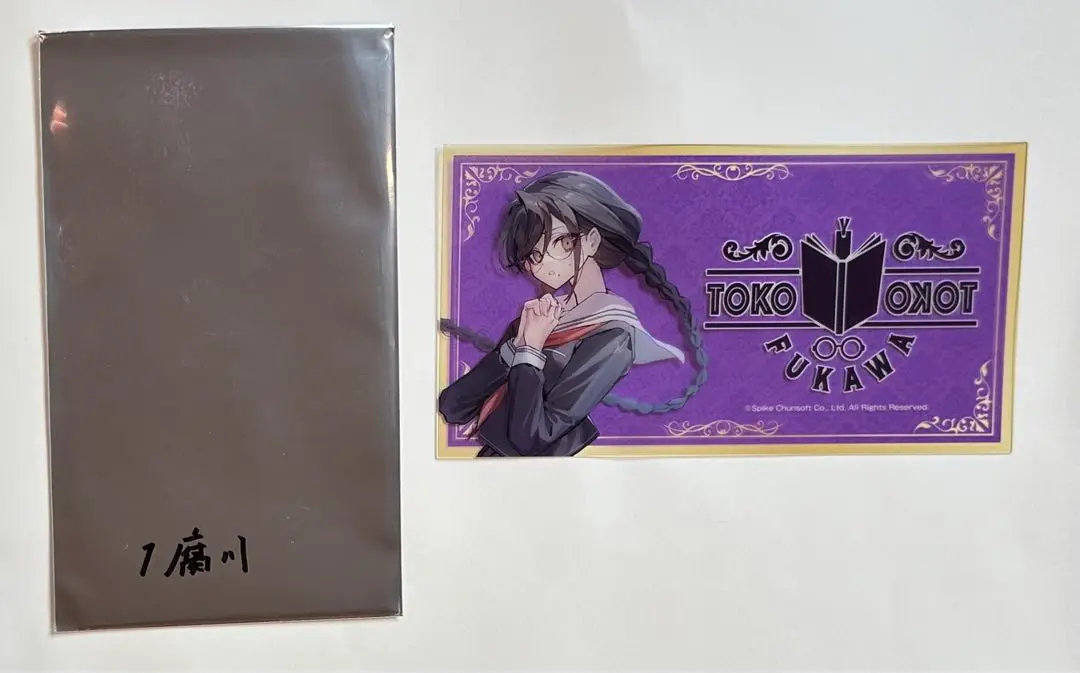 1 腐川
TOKO TOKO
FUKAWA
©Spike Chunsoft Co., Ltd. All Rights Reserved.